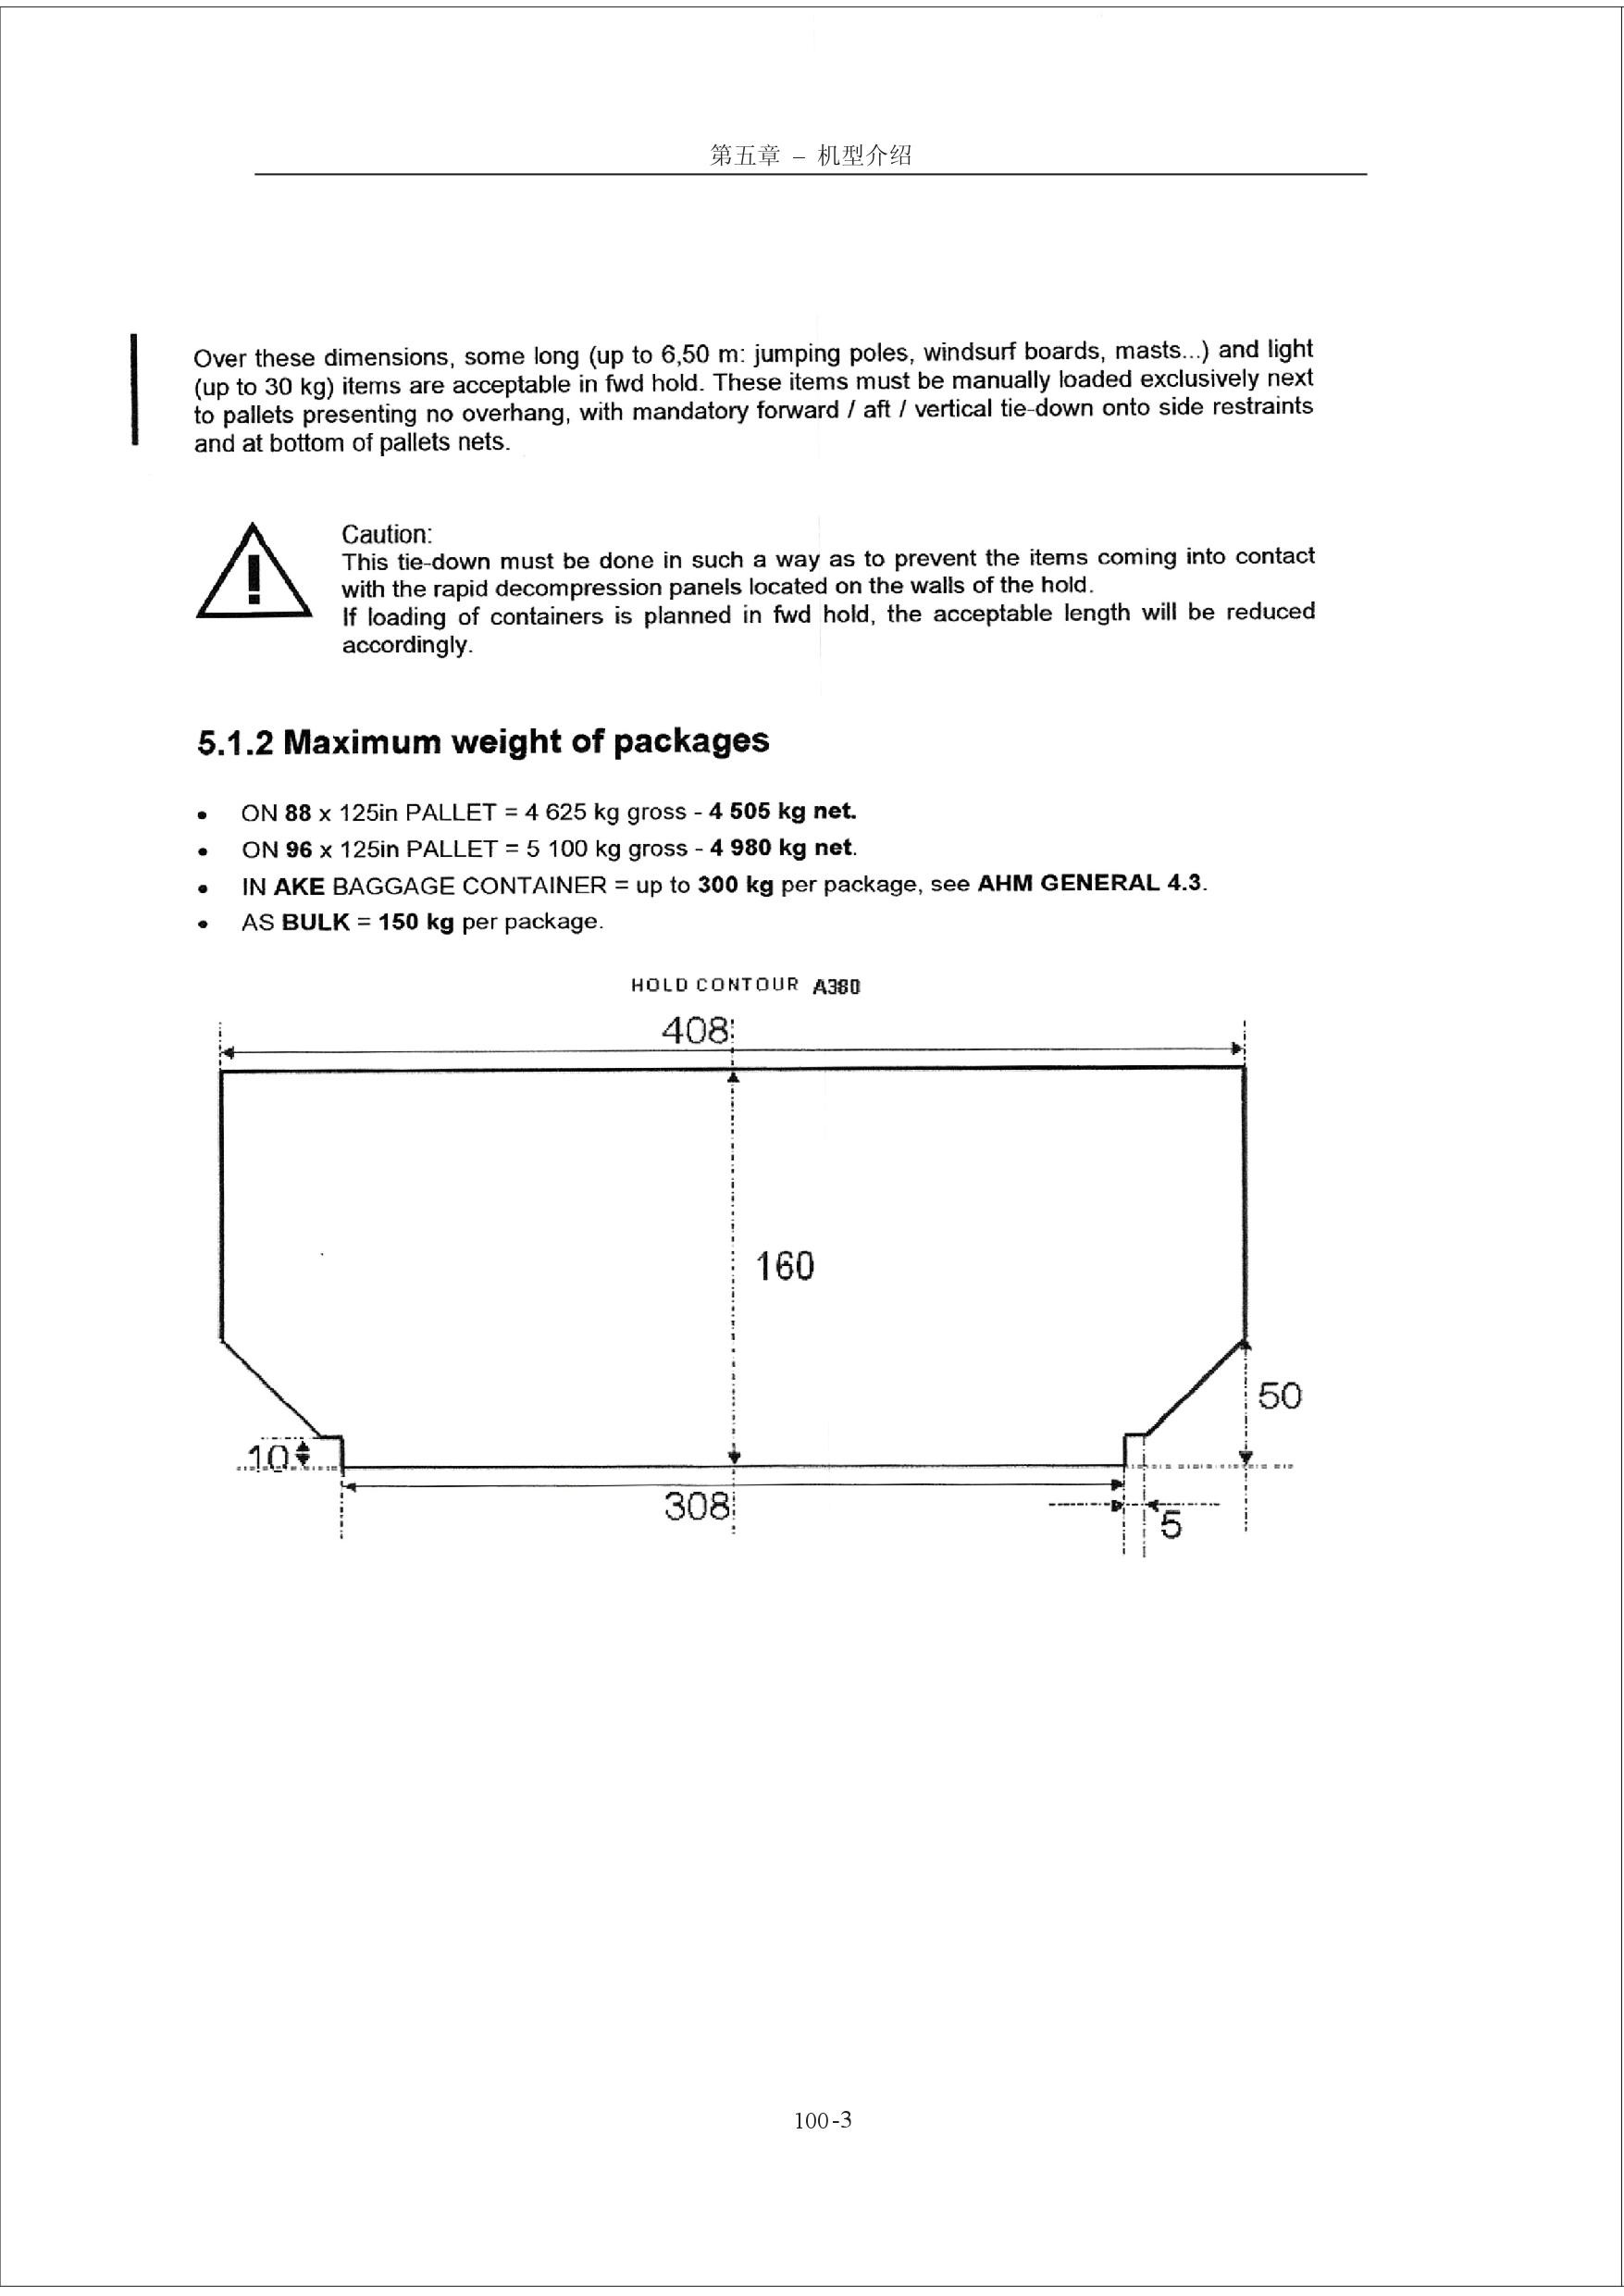 第五章 – 机型介绍
Over these dimensions, some long (up to 6,50 m: jumping poles, windsurf boards, masts...) and light
(up to 30 kg) items are acceptable in fwd hold. These items must be manually loaded exclusively next
to pallets presenting no overhang, with mandatory forward / aft / vertical tie-down onto side restraints
and at bottom of pallets nets.
Caution:
This tie-down must be done in such a way as to prevent the items coming into contact
with the rapid decompression panels located on the walls of the hold.
If loading of containers is planned in fwd hold, the acceptable length will be reduced
accordingly.
5.1.2 Maximum weight of packages
• ON 88 x 125in PALLET = 4 625 kg gross - 4 505 kg net.
• ON 96 x 125in PALLET = 5 100 kg gross - 4 980 kg net.
• IN AKE BAGGAGE CONTAINER = up to 300 kg per package, see AHM GENERAL 4.3.
• AS BULK = 150 kg per package.
HOLD CONTOUR A380
408
160
50
10
308
5
100-3